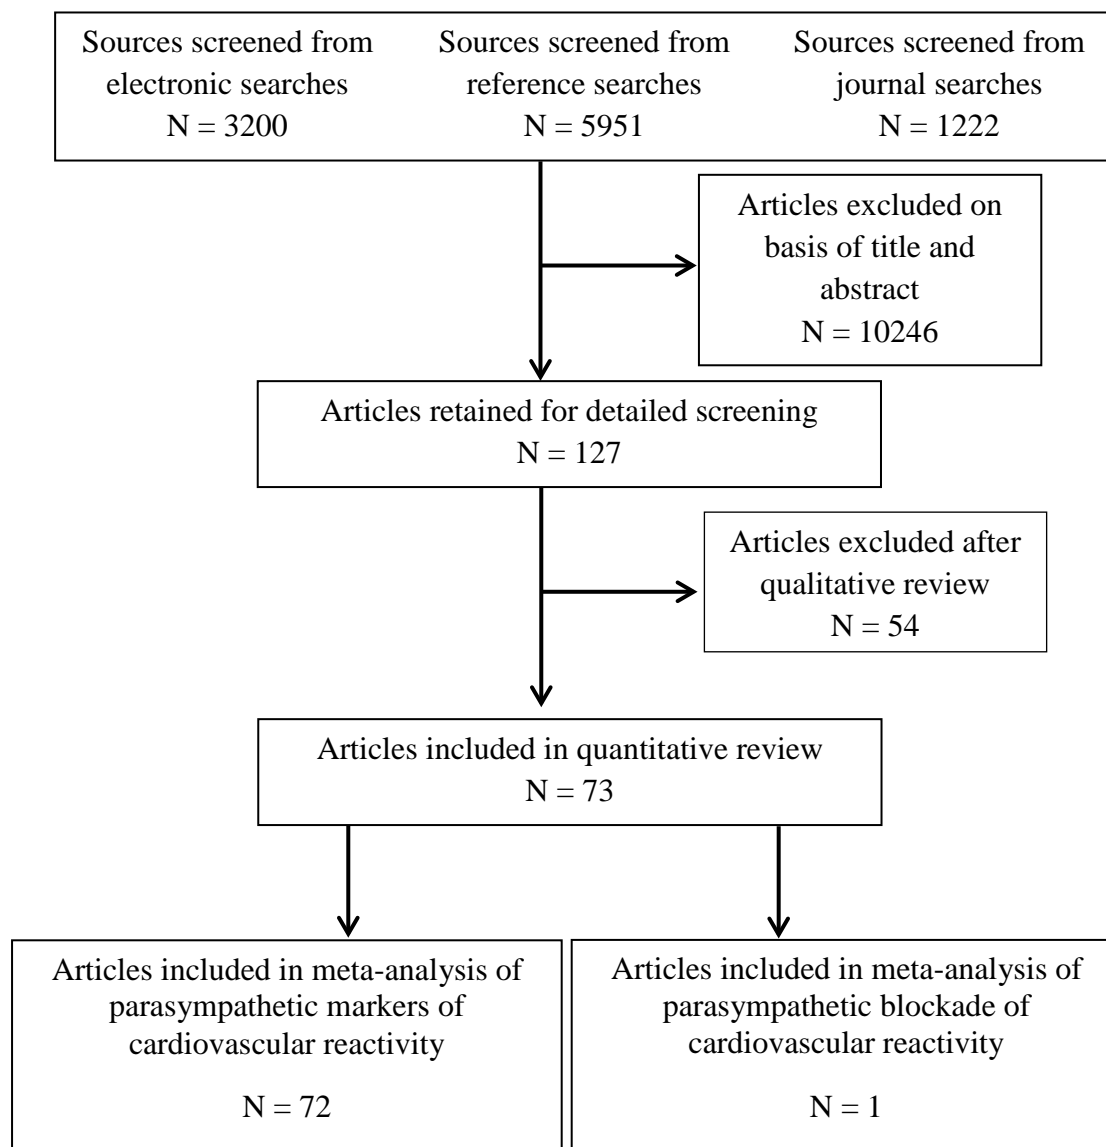 Sources screened from
electronic searches
N = 3200
Sources screened from
reference searches
N = 5951
Sources screened from
journal searches
N = 1222
Articles excluded on
basis of title and
abstract
N = 10246
Articles retained for detailed screening
N = 127
Articles excluded after
qualitative review
N = 54
Articles included in quantitative review
N = 73
Articles included in meta-analysis of
parasympathetic markers of
cardiovascular reactivity
N = 72
Articles included in meta-analysis of
parasympathetic blockade of
cardiovascular reactivity
N = 1